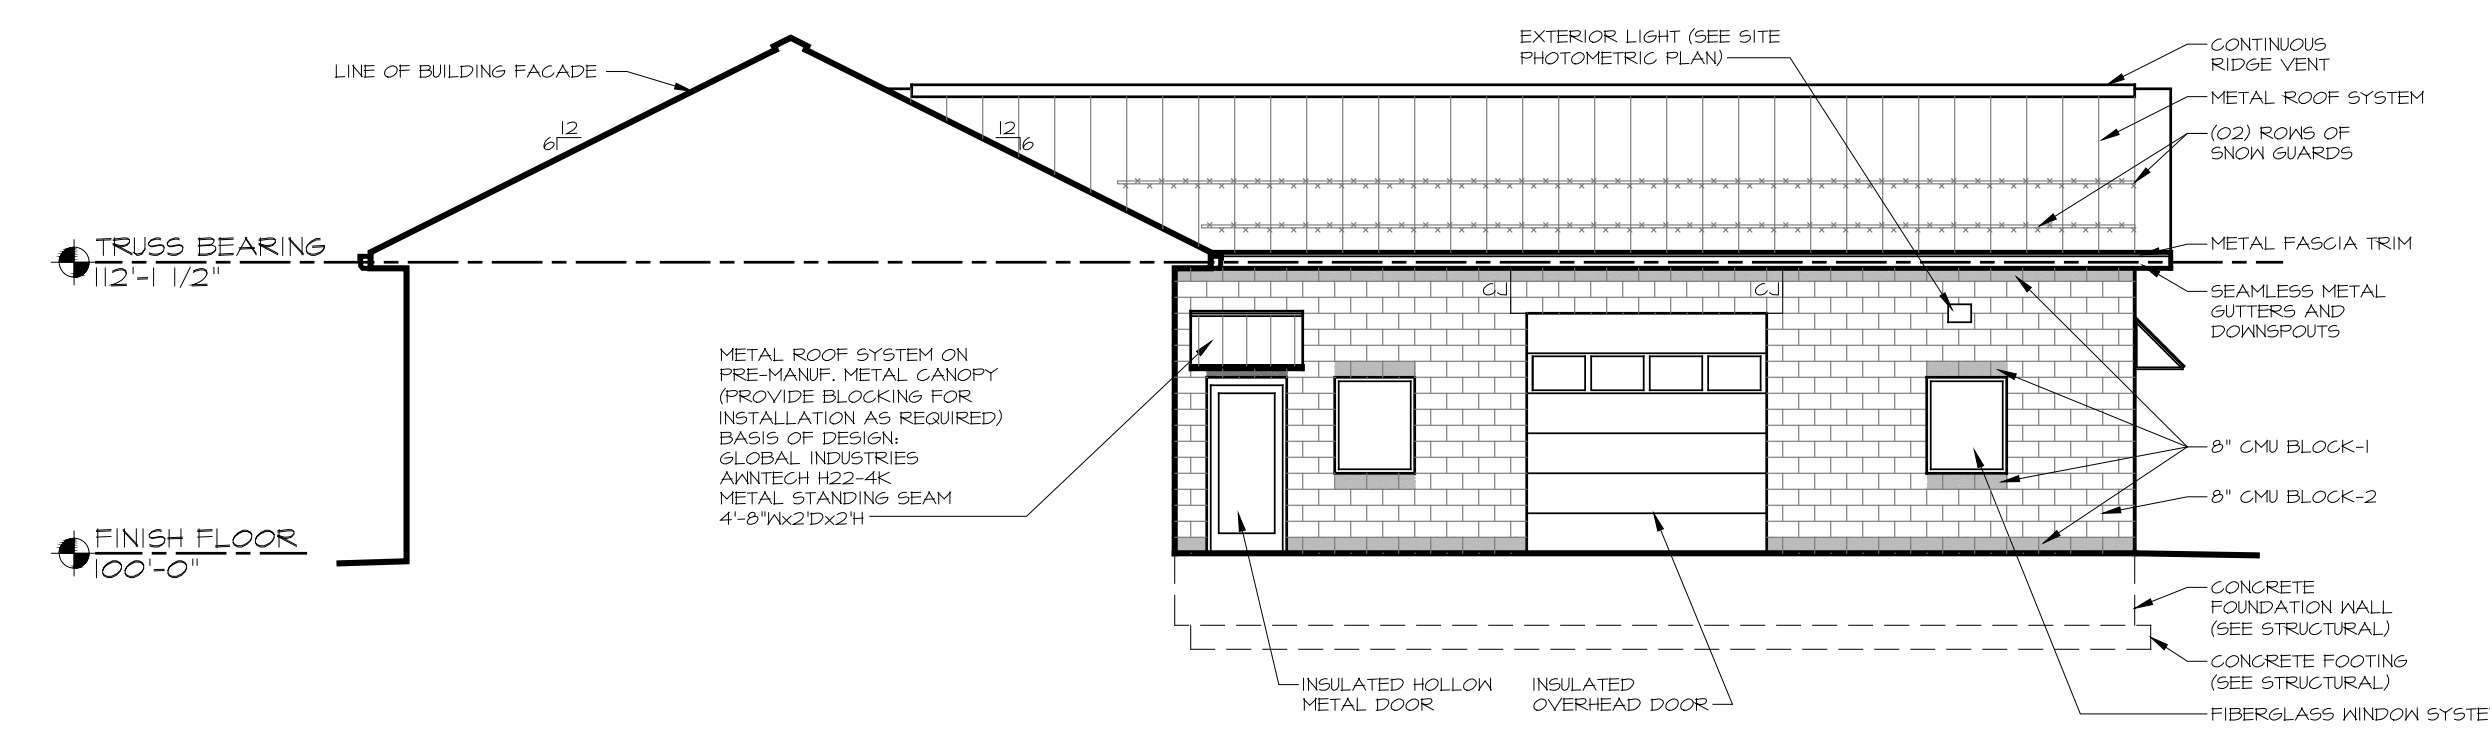 LINE OF BUILDING FACADE
12
6
12
6
EXTERIOR LIGHT (SEE SITE
PHOTOMETRIC PLAN)
CONTINUOUS
RIDGE VENT
METAL ROOF SYSTEM
(02) ROWS OF
SNOW GUARDS
TRUSS BEARING
112'-1 1/2"
METAL FASCIA TRIM
CJ
CJ
SEAMLESS METAL
GUTTERS AND
DOWNSPOUTS
METAL ROOF SYSTEM ON
PRE-MANUF. METAL CANOPY
(PROVIDE BLOCKING FOR
INSTALLATION AS REQUIRED)
BASIS OF DESIGN:
GLOBAL INDUSTRIES
AWNTECH H22-4K
METAL STANDING SEAM
4'-8"Wx2'Dx2'H
8" CMU BLOCK-1
8" CMU BLOCK-2
FINISH FLOOR
100'-0"
CONCRETE
FOUNDATION WALL
(SEE STRUCTURAL)
CONCRETE FOOTING
(SEE STRUCTURAL)
INSULATED HOLLOW
METAL DOOR
INSULATED
OVERHEAD DOOR
FIBERGLASS WINDOW SYSTE